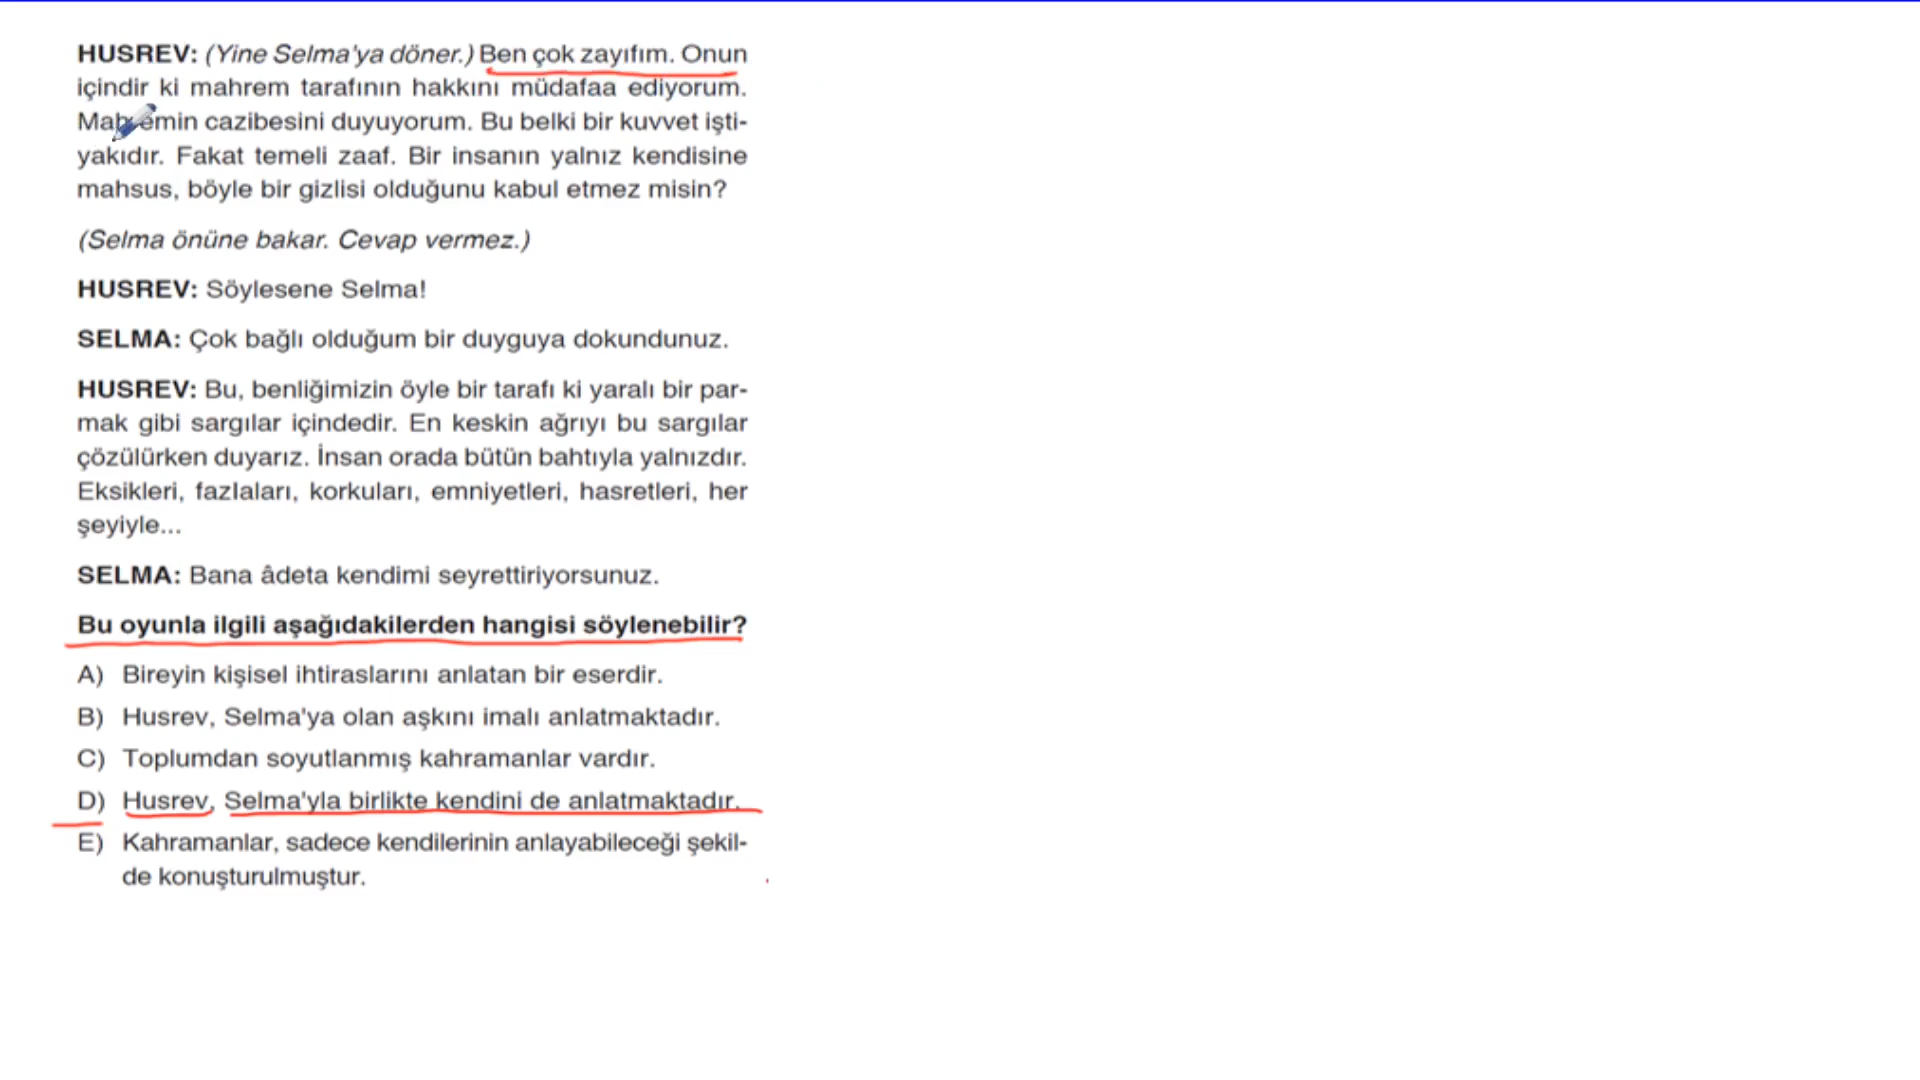 HUSREV: (Yine Selma'ya döner.) Ben çok zayıfım. Onun
içindir ki mahrem tarafının hakkını müdafaa ediyorum.
Mahremin cazibesini duyuyorum. Bu belki bir kuvvet işti-
yakıdır. Fakat temeli zaaf. Bir insanın yalnız kendisine
mahsus, böyle bir gizlisi olduğunu kabul etmez misin?
(Selma önüne bakar. Cevap vermez.)
HUSREV: Söylesene Selma!
SELMA: Çok bağlı olduğum bir duyguya dokundunuz.
HUSREV: Bu, benliğimizin öyle bir tarafı ki yaralı bir par-
mak gibi sargılar içindedir. En keskin ağrıyı bu sargılar
çözülürken duyarız. İnsan orada bütün bahtıyla yalnızdır.
Eksikleri, fazlaları, korkuları, emniyetleri, hasretleri, her
şeyiyle...
SELMA: Bana âdeta kendimi seyrettiriyorsunuz.
Bu oyunla ilgili aşağıdakilerden hangisi söylenebilir?
A) Bireyin kişisel ihtiraslarını anlatan bir eserdir.
B) Husrev, Selma'ya olan aşkını imalı anlatmaktadır.
C) Toplumdan soyutlanmış kahramanlar vardır.
D) Husrev, Selma'yla birlikte kendini de anlatmaktadır.
E) Kahramanlar, sadece kendilerinin anlayabileceği şekil-
de konuşturulmuştur.